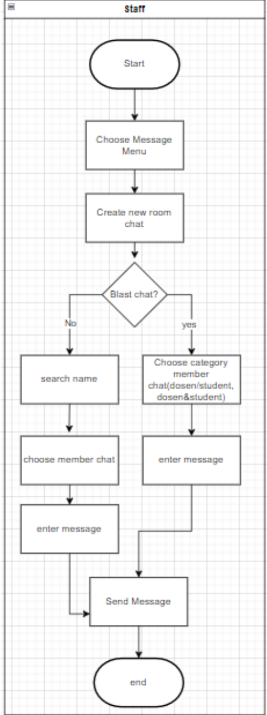 Staff
Start
Choose Message
Menu
Create new room
chat
Blast chat?
No
yes
search name
Choose category
member
chat(dosen/student,
dosen&student)
choose member chat
enter message
enter message
Send Message
end